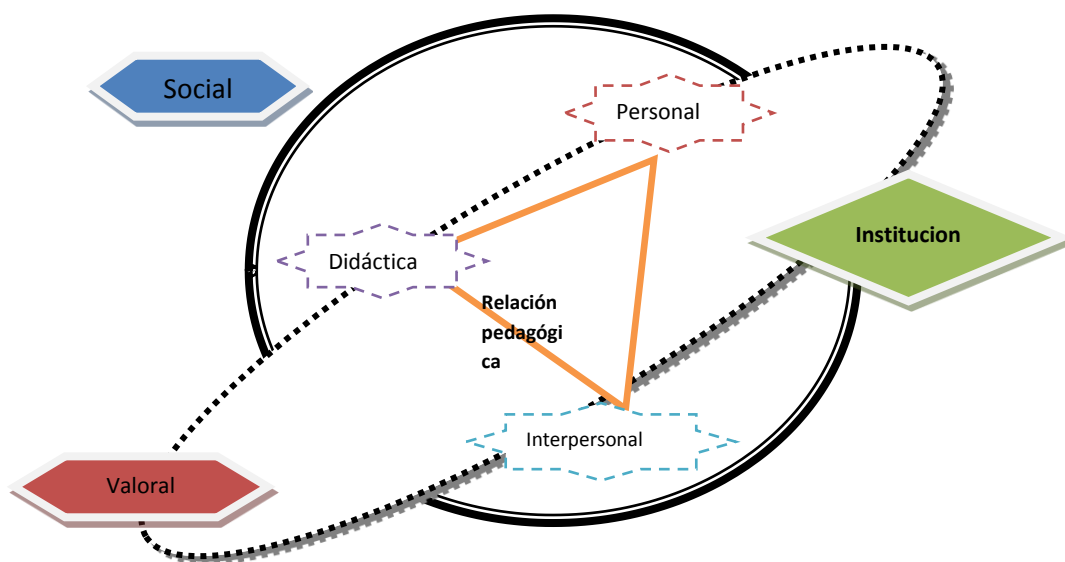 Social
Personal
Institucion
Didáctica
Relación
pedagógi
ca
Interpersonal
Valoral